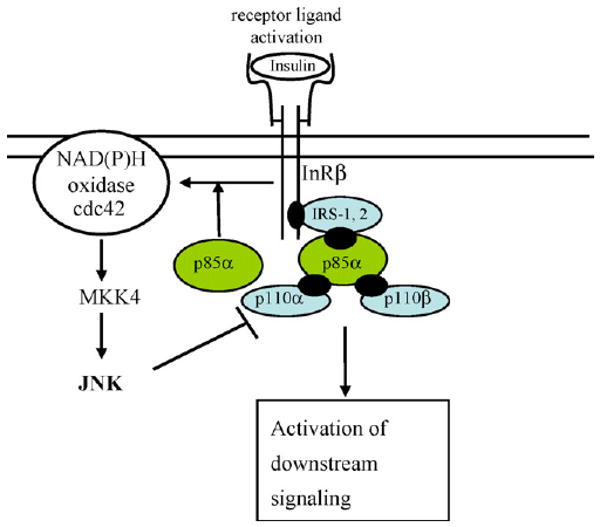 receptor ligand
activation
Insulin
NAD(P)H
oxidase
cdc42
InRβ
IRS-1, 2
p85α
p85α
MKK4
p110α
p110β
JNK
Activation of
downstream
signaling